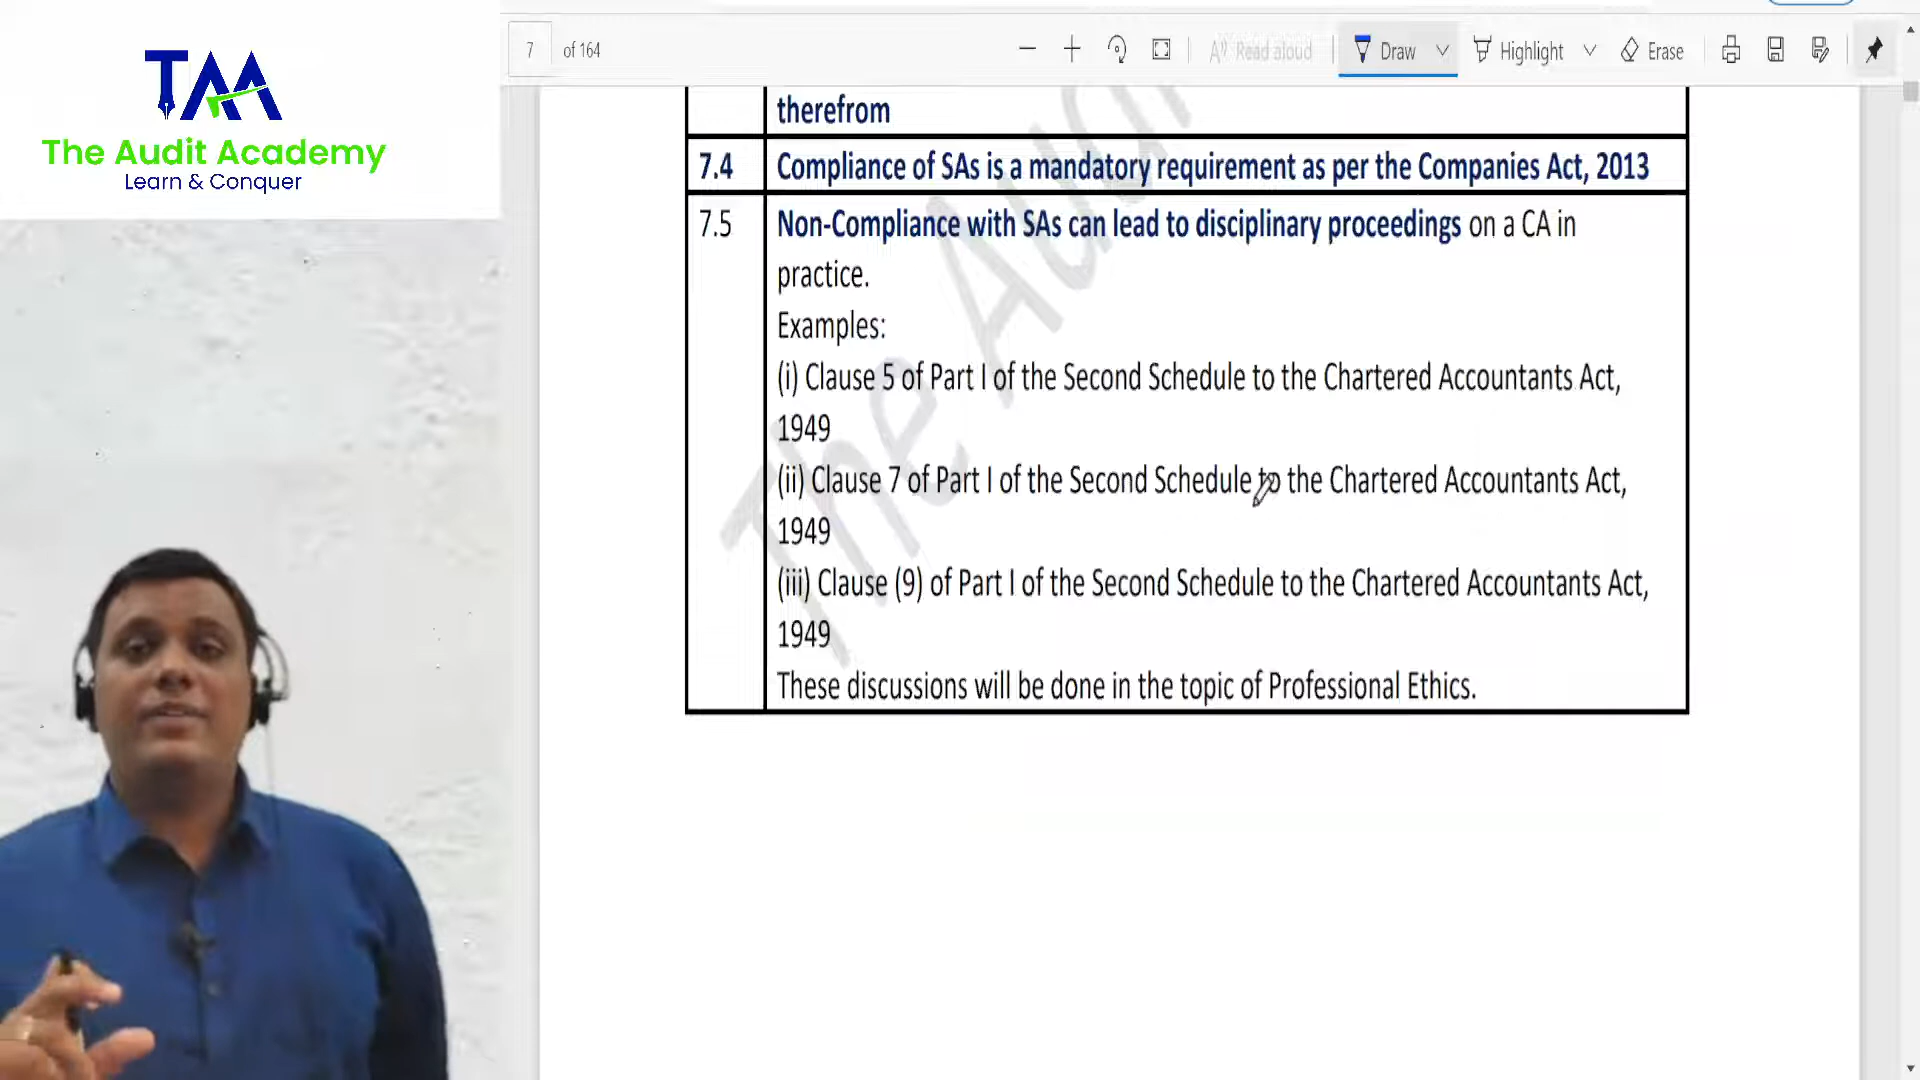 TAA
The Audit Academy
Learn & Conquer
7 of 164
Read aloud
Draw
Highlight
Erase
therefrom
7.4 Compliance of SAs is a mandatory requirement as per the Companies Act, 2013
7.5 Non-Compliance with SAs can lead to disciplinary proceedings on a CA in
practice.
Examples:
(i) Clause 5 of Part I of the Second Schedule to the Chartered Accountants Act,
1949
(ii) Clause 7 of Part I of the Second Schedule to the Chartered Accountants Act,
1949
(iii) Clause (9) of Part I of the Second Schedule to the Chartered Accountants Act,
1949
These discussions will be done in the topic of Professional Ethics.
The Au